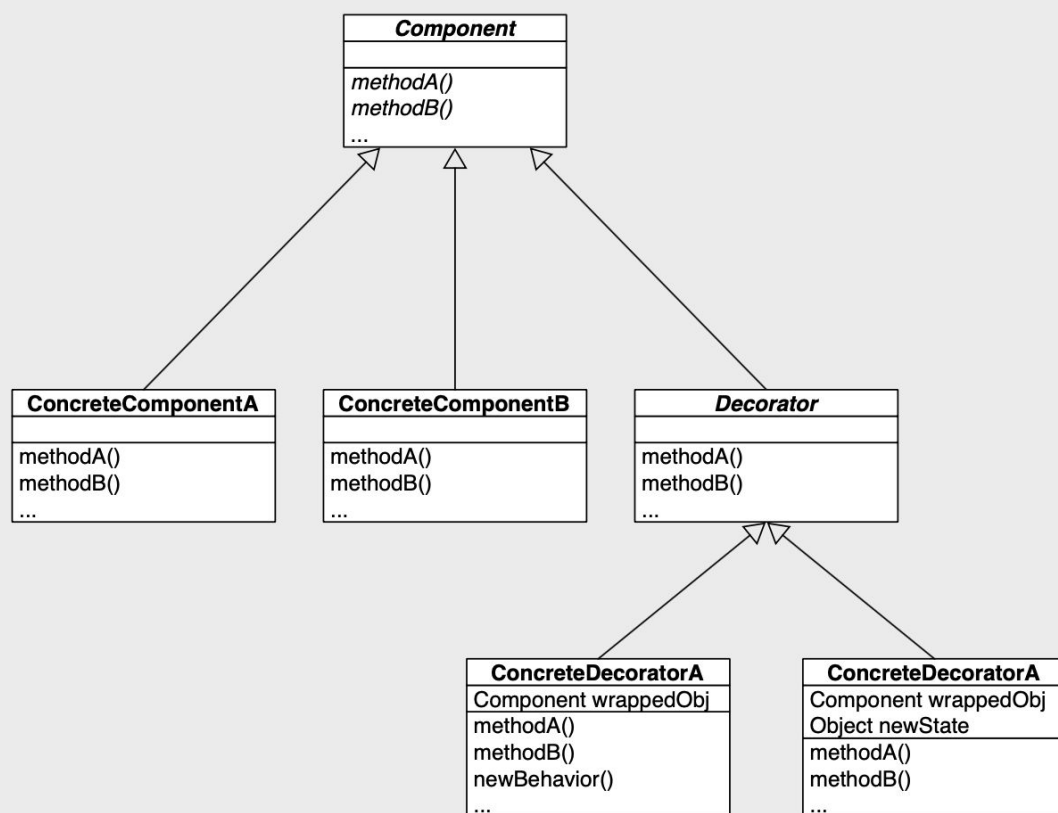 Component
methodA()
methodB()
...
ConcreteComponentA
methodA()
methodB()
...
ConcreteComponentB
methodA()
methodB()
...
Decorator
methodA()
methodB()
...
ConcreteDecoratorA
Component wrappedObj
methodA()
methodB()
newBehavior()
...
ConcreteDecoratorA
Component wrappedObj
Object newState
methodA()
methodB()
...